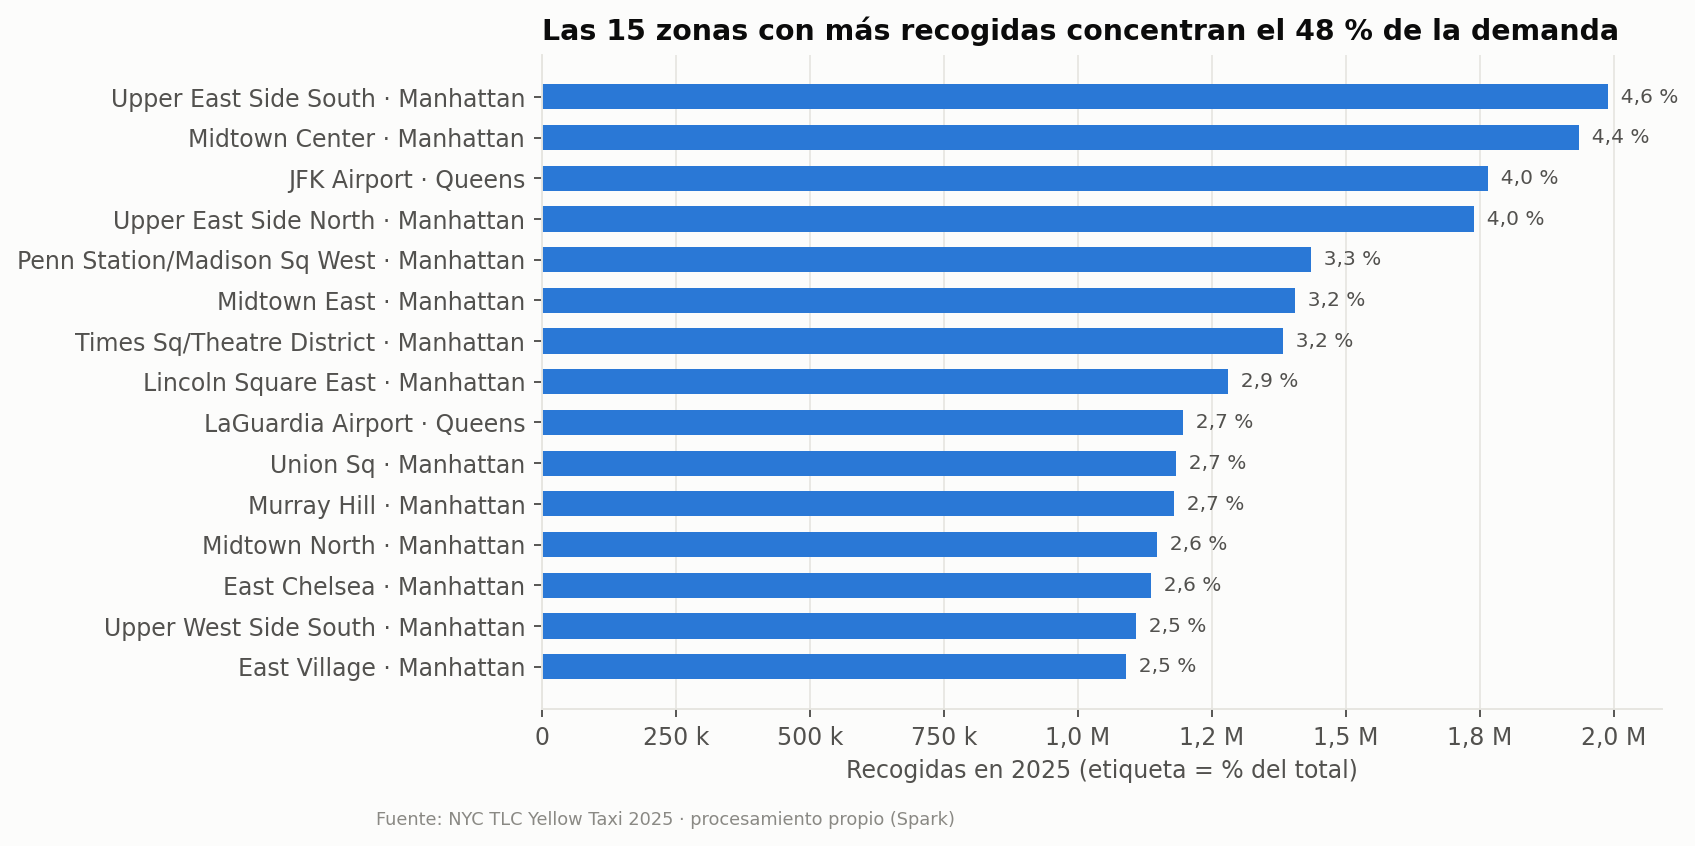 Las 15 zonas con más recogidas concentran el 48 % de la demanda
Upper East Side South · Manhattan 4,6 %
Midtown Center · Manhattan 4,4 %
JFK Airport · Queens 4,0 %
Upper East Side North · Manhattan 4,0 %
Penn Station/Madison Sq West · Manhattan 3,3 %
Midtown East · Manhattan 3,2 %
Times Sq/Theatre District · Manhattan 3,2 %
Lincoln Square East · Manhattan 2,9 %
LaGuardia Airport · Queens 2,7 %
Union Sq · Manhattan 2,7 %
Murray Hill · Manhattan 2,7 %
Midtown North · Manhattan 2,6 %
East Chelsea · Manhattan 2,6 %
Upper West Side South · Manhattan 2,5 %
East Village · Manhattan 2,5 %
0 250 k 500 k 750 k 1,0 M 1,2 M 1,5 M 1,8 M 2,0 M
Recogidas en 2025 (etiqueta = % del total)
Fuente: NYC TLC Yellow Taxi 2025 · procesamiento propio (Spark)